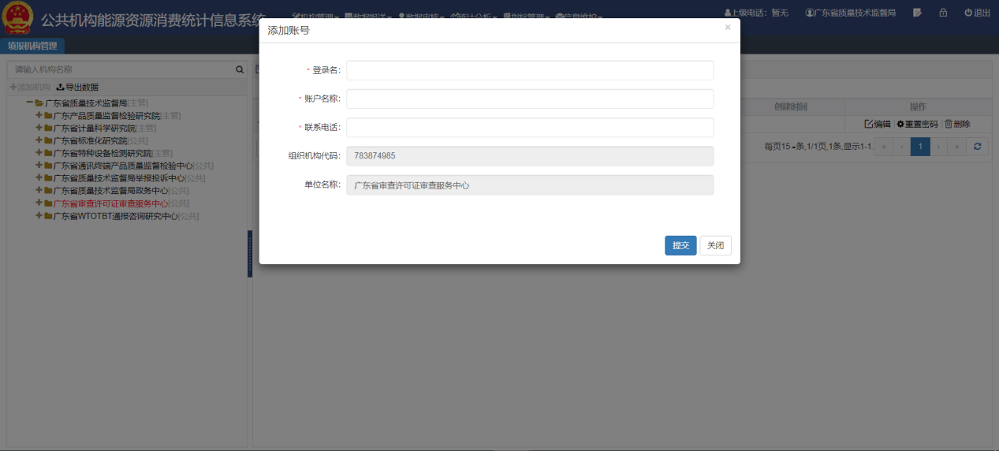 公共机构能源资源消费统计信息系统 机构管理 数据报送 数据审核 统计分析 指标管理 信息维护 上级电话：暂无 广东省质量技术监督局 退出
填报机构管理
请输入机构名称
添加机构 导出数据
广东省质量技术监督局[主管]
广东产品质量监督检验研究院[主管]
广东省计量科学研究院[主管]
广东省标准化研究院[公共]
广东省特种设备检测研究院[主管]
广东省通讯终端产品质量监督检验中心[公共]
广东省质量技术监督局举报投诉中心[公共]
广东省质量技术监督局政务中心[公共]
广东省审查许可证审查服务中心[公共]
广东省WTOTBT通报咨询研究中心[公共]
添加账号 ×
* 登录名：
* 账户名称：
* 联系电话：
组织机构代码： 783874985
单位名称： 广东省审查许可证审查服务中心
提交 关闭
创建时间 操作
编辑 重置密码 删除
每页15条,1/1页,1条,显示1-1, « ‹ 1 › »